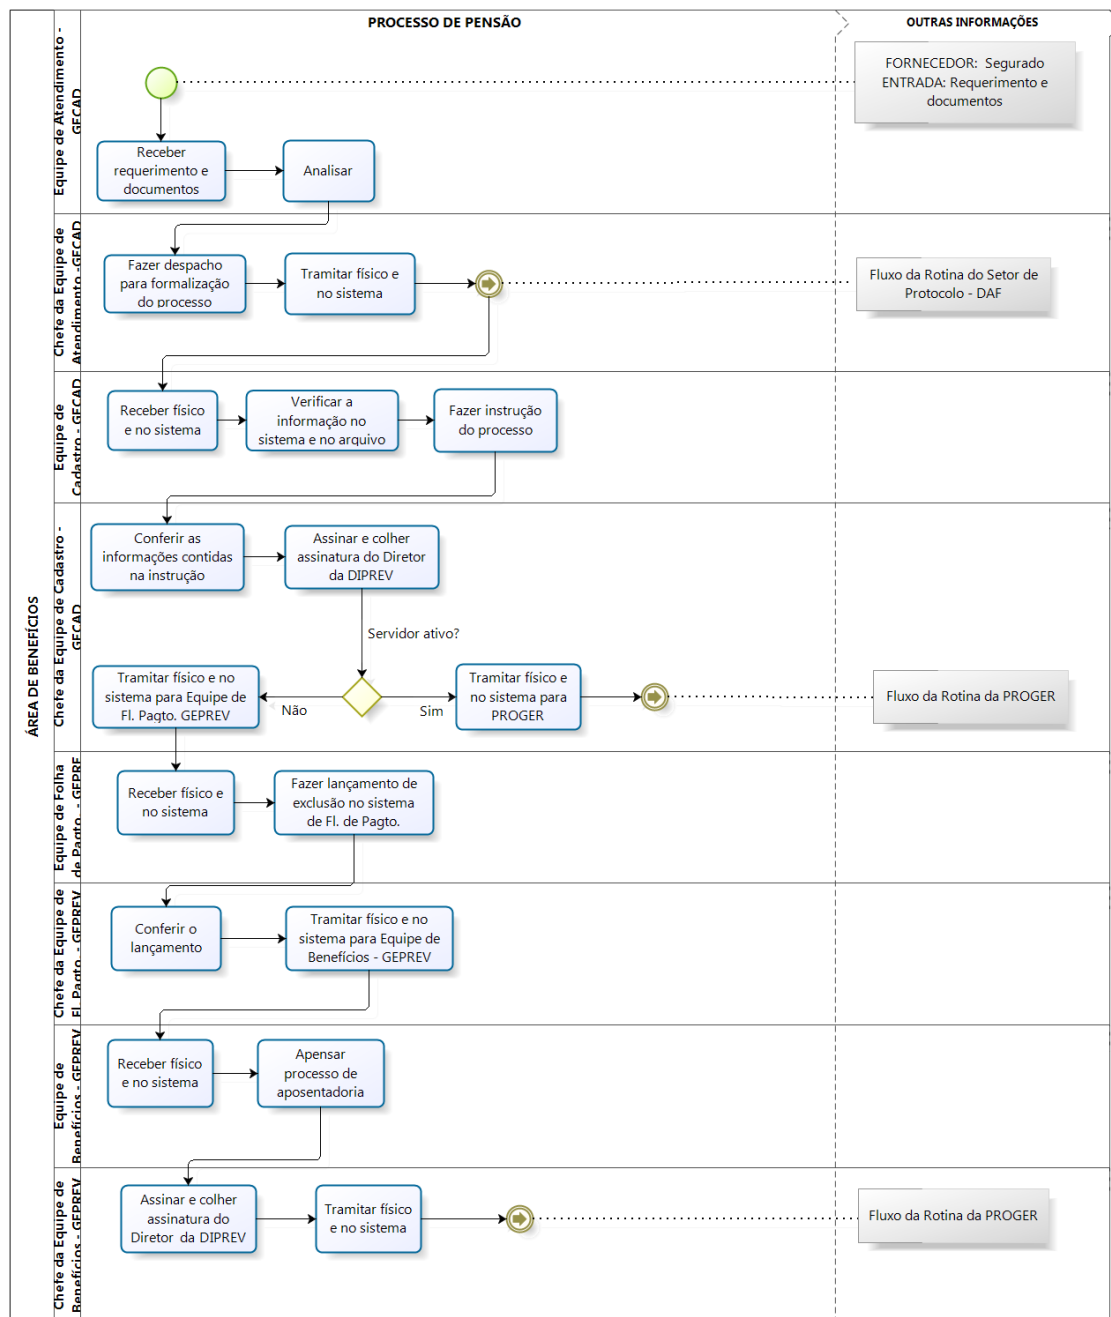 PROCESSO DE PENSÃO
OUTRAS INFORMAÇÕES
ÁREA DE BENEFÍCIOS
Equipe de Atendimento -
GECAD
FORNECEDOR: Segurado
ENTRADA: Requerimento e
documentos
Receber
requerimento e
documentos
Analisar
Chefe da Equipe de
Atendimento -GECAD
Fazer despacho
para formalização
do processo
Tramitar físico e
no sistema
Fluxo da Rotina do Setor de
Protocolo - DAF
Equipe de
Cadastro - GECAD
Receber físico
e no sistema
Verificar a
informação no
sistema e no arquivo
Fazer instrução
do processo
Chefe da Equipe de Cadastro -
GECAD
Conferir as
informações contidas
na instrução
Assinar e colher
assinatura do Diretor
da DIPREV
Servidor ativo?
Tramitar físico e no
sistema para Equipe de
Fl. Pagto. GEPREV
Não
Sim
Tramitar físico e
no sistema para
PROGER
Fluxo da Rotina da PROGER
Equipe de Folha
de Pagto. - GEPRE
Receber físico e
no sistema
Fazer lançamento de
exclusão no sistema
de Fl. de Pagto.
Chefe da Equipe de
Fl. Pagto. - GEPREV
Conferir o
lançamento
Tramitar físico e no
sistema para Equipe de
Benefícios - GEPREV
Equipe de
Benefícios - GEPREV
Receber físico
e no sistema
Apensar
processo de
aposentadoria
Chefe da Equipe de
Benefícios - GEPREV
Assinar e colher
assinatura do
Diretor da DIPREV
Tramitar físico
e no sistema
Fluxo da Rotina da PROGER